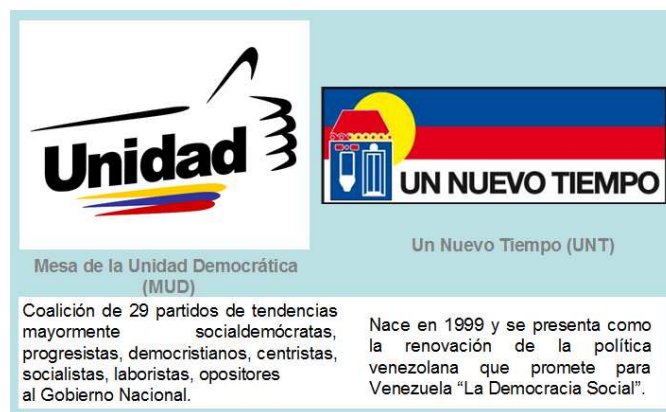 Unidad
Mesa de la Unidad Democrática
(MUD)
Coalición de 29 partidos de tendencias
mayormente socialdemócratas,
progresistas, democristianos, centristas,
socialistas, laboristas, opositores
al Gobierno Nacional.
UN NUEVO TIEMPO
Un Nuevo Tiempo (UNT)
Nace en 1999 y se presenta como
la renovación de la política
venezolana que promete para
Venezuela “La Democracia Social”.